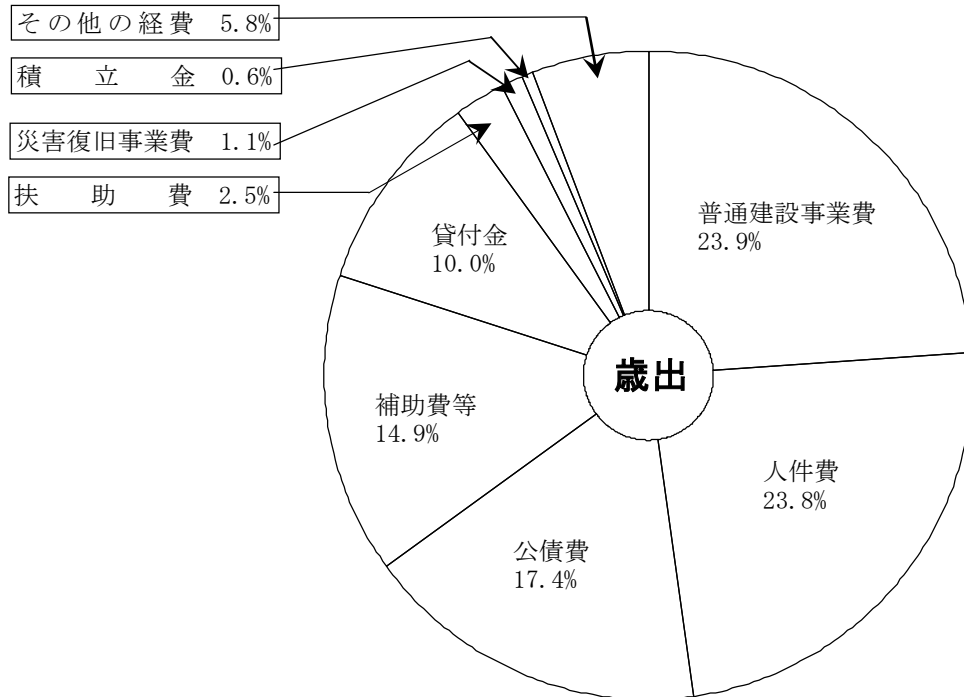 その他の経費 5.8%
積立金 0.6%
災害復旧事業費 1.1%
扶助費 2.5%
普通建設事業費
23.9%
貸付金
10.0%
歳出
補助費等
14.9%
人件費
23.8%
公債費
17.4%